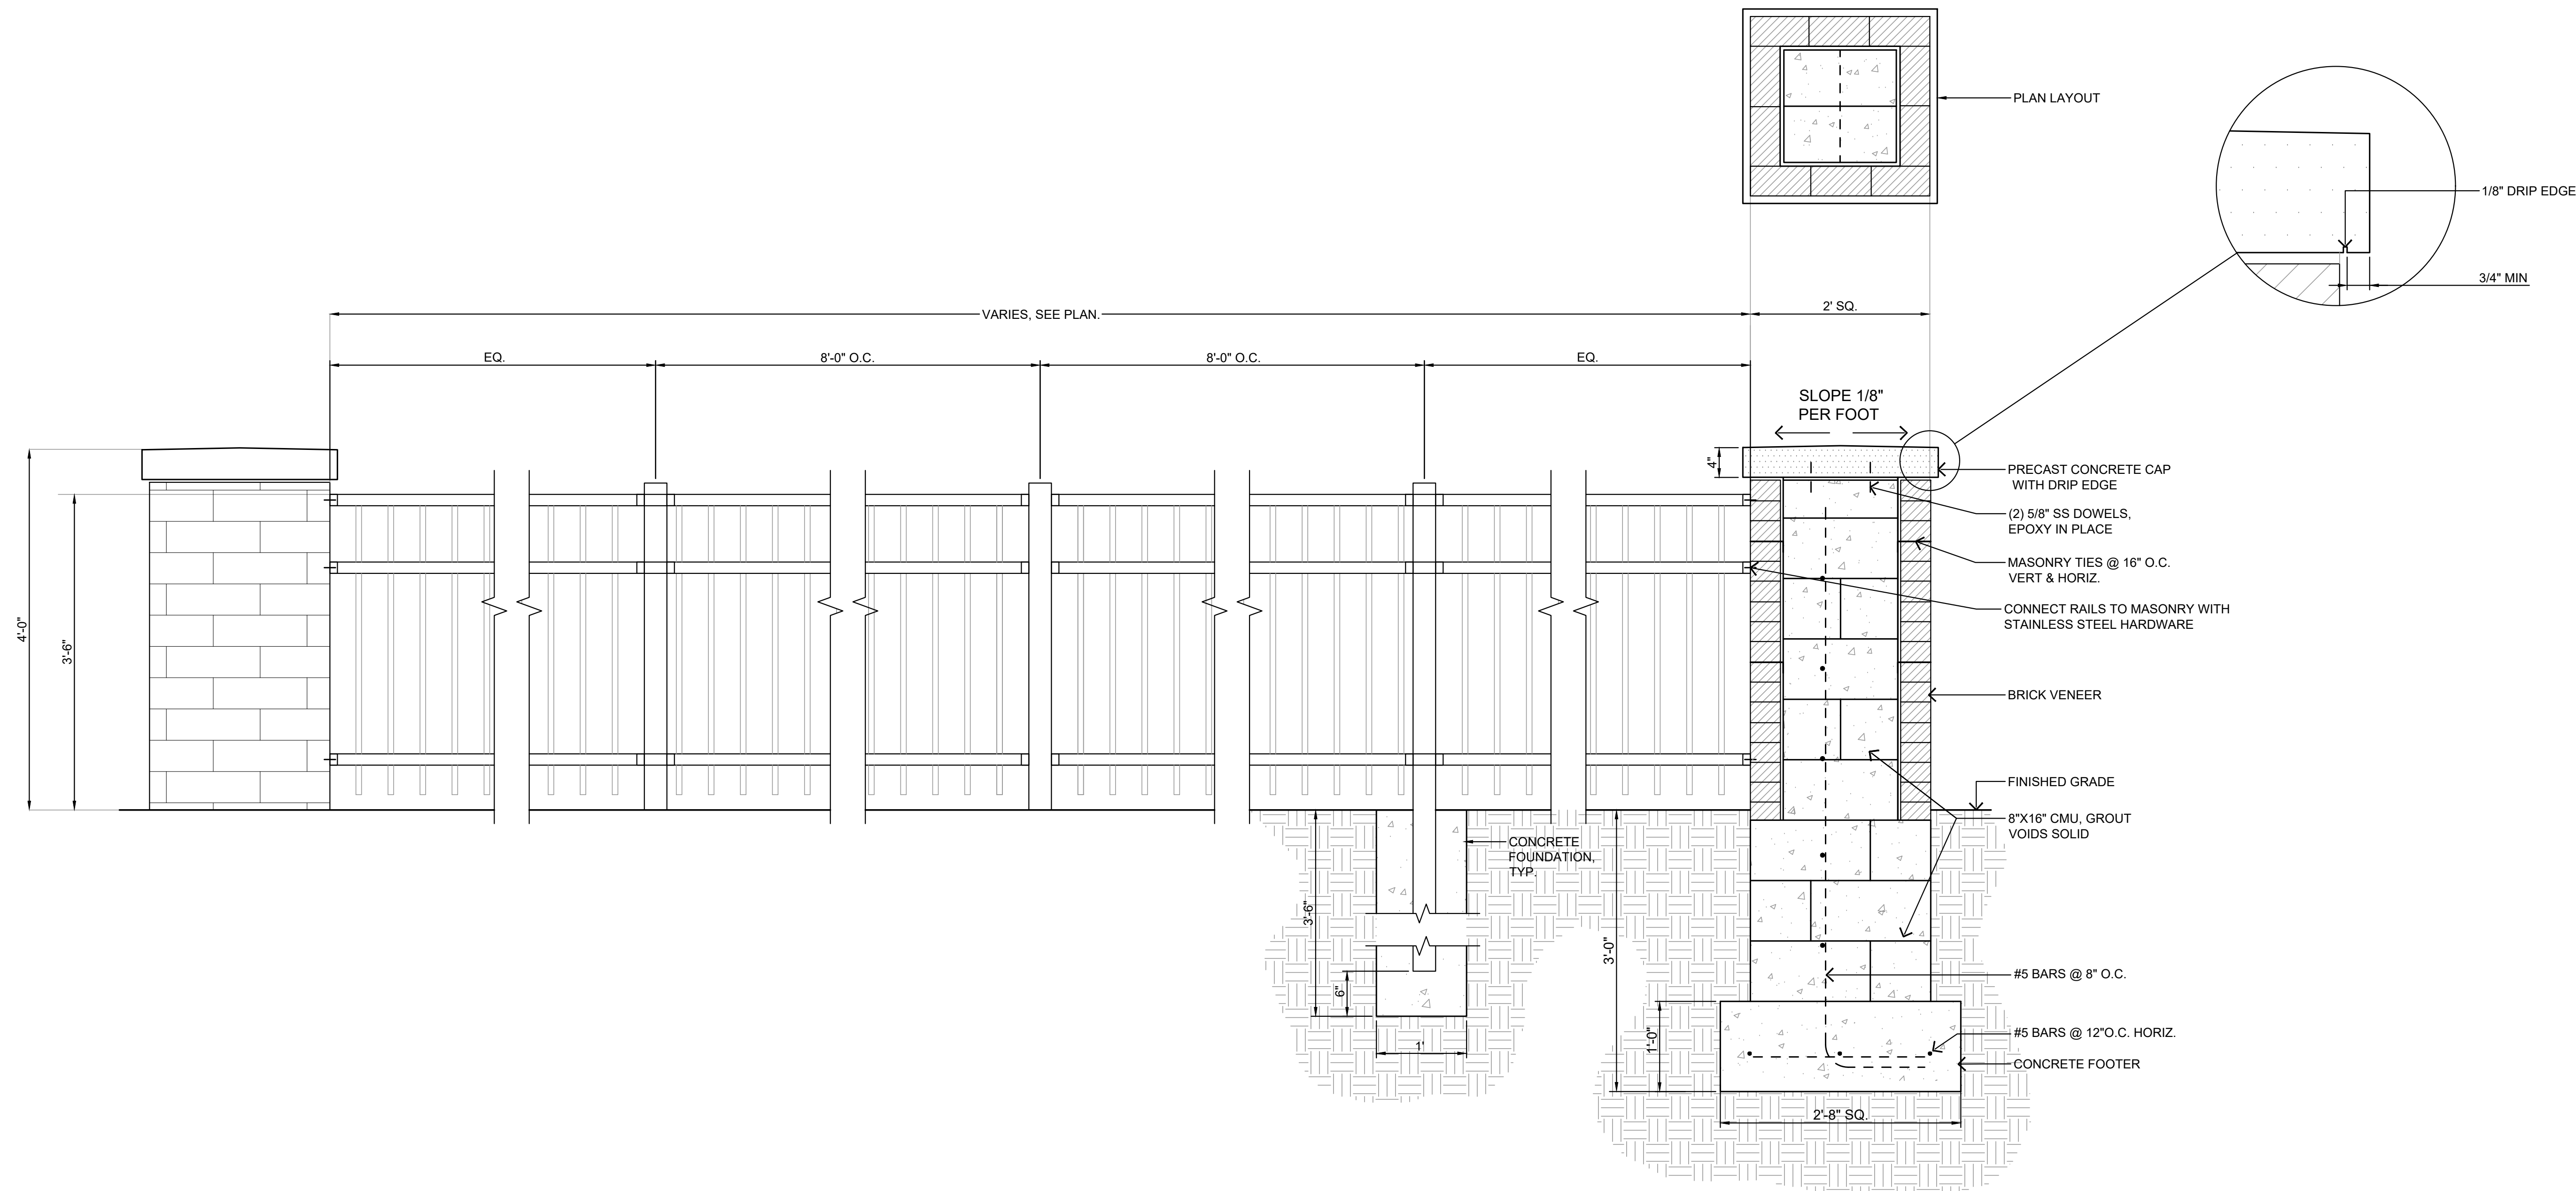 PLAN LAYOUT
1/8" DRIP EDGE
3/4" MIN
VARIES, SEE PLAN.
2' SQ.
EQ.
8'-0" O.C.
8'-0" O.C.
EQ.
SLOPE 1/8"
PER FOOT
4"
4'-0"
3'-6"
PRECAST CONCRETE CAP
WITH DRIP EDGE
(2) 5/8" SS DOWELS,
EPOXY IN PLACE
MASONRY TIES @ 16" O.C.
VERT & HORIZ.
CONNECT RAILS TO MASONRY WITH
STAINLESS STEEL HARDWARE
BRICK VENEER
FINISHED GRADE
8"X16" CMU, GROUT
VOIDS SOLID
CONCRETE
FOUNDATION,
TYP.
3'-6"
6"
1'
3'-0"
1'-0"
#5 BARS @ 8" O.C.
#5 BARS @ 12"O.C. HORIZ.
CONCRETE FOOTER
2'-8" SQ.